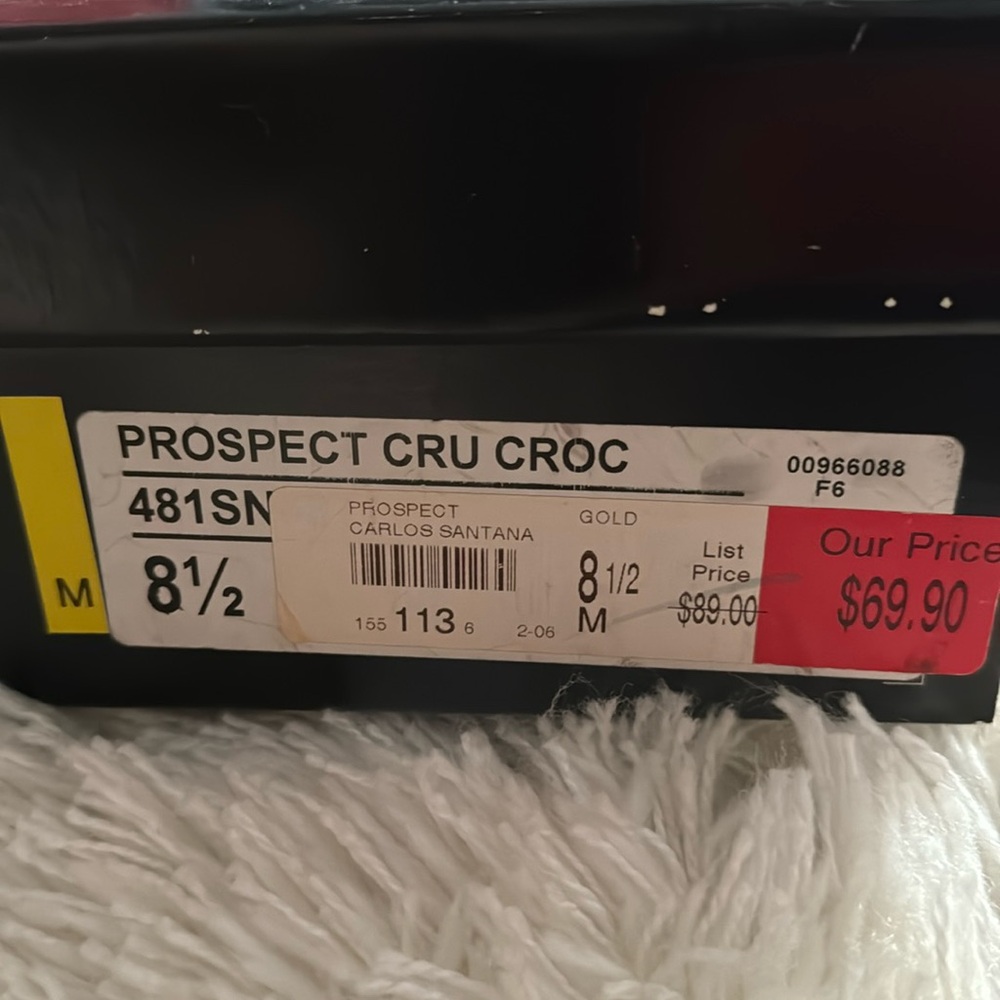 PROSPECT CRU CROC
00966088
F6
481SN
8½
M
PROSPECT
CARLOS SANTANA
155 113 6
2-06
GOLD
8 1/2
M
List
Price
$89.00
Our Price
$69.90